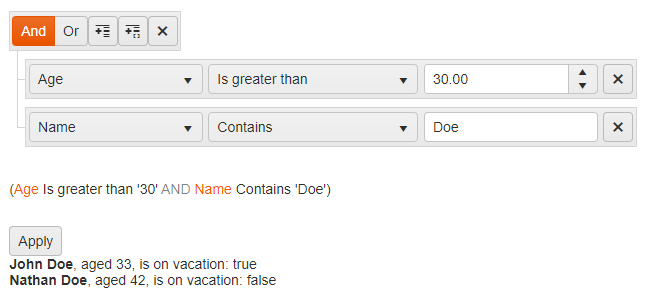 And Or
Age Is greater than 30.00
Name Contains Doe
(Age Is greater than '30' AND Name Contains 'Doe')
Apply
John Doe, aged 33, is on vacation: true
Nathan Doe, aged 42, is on vacation: false